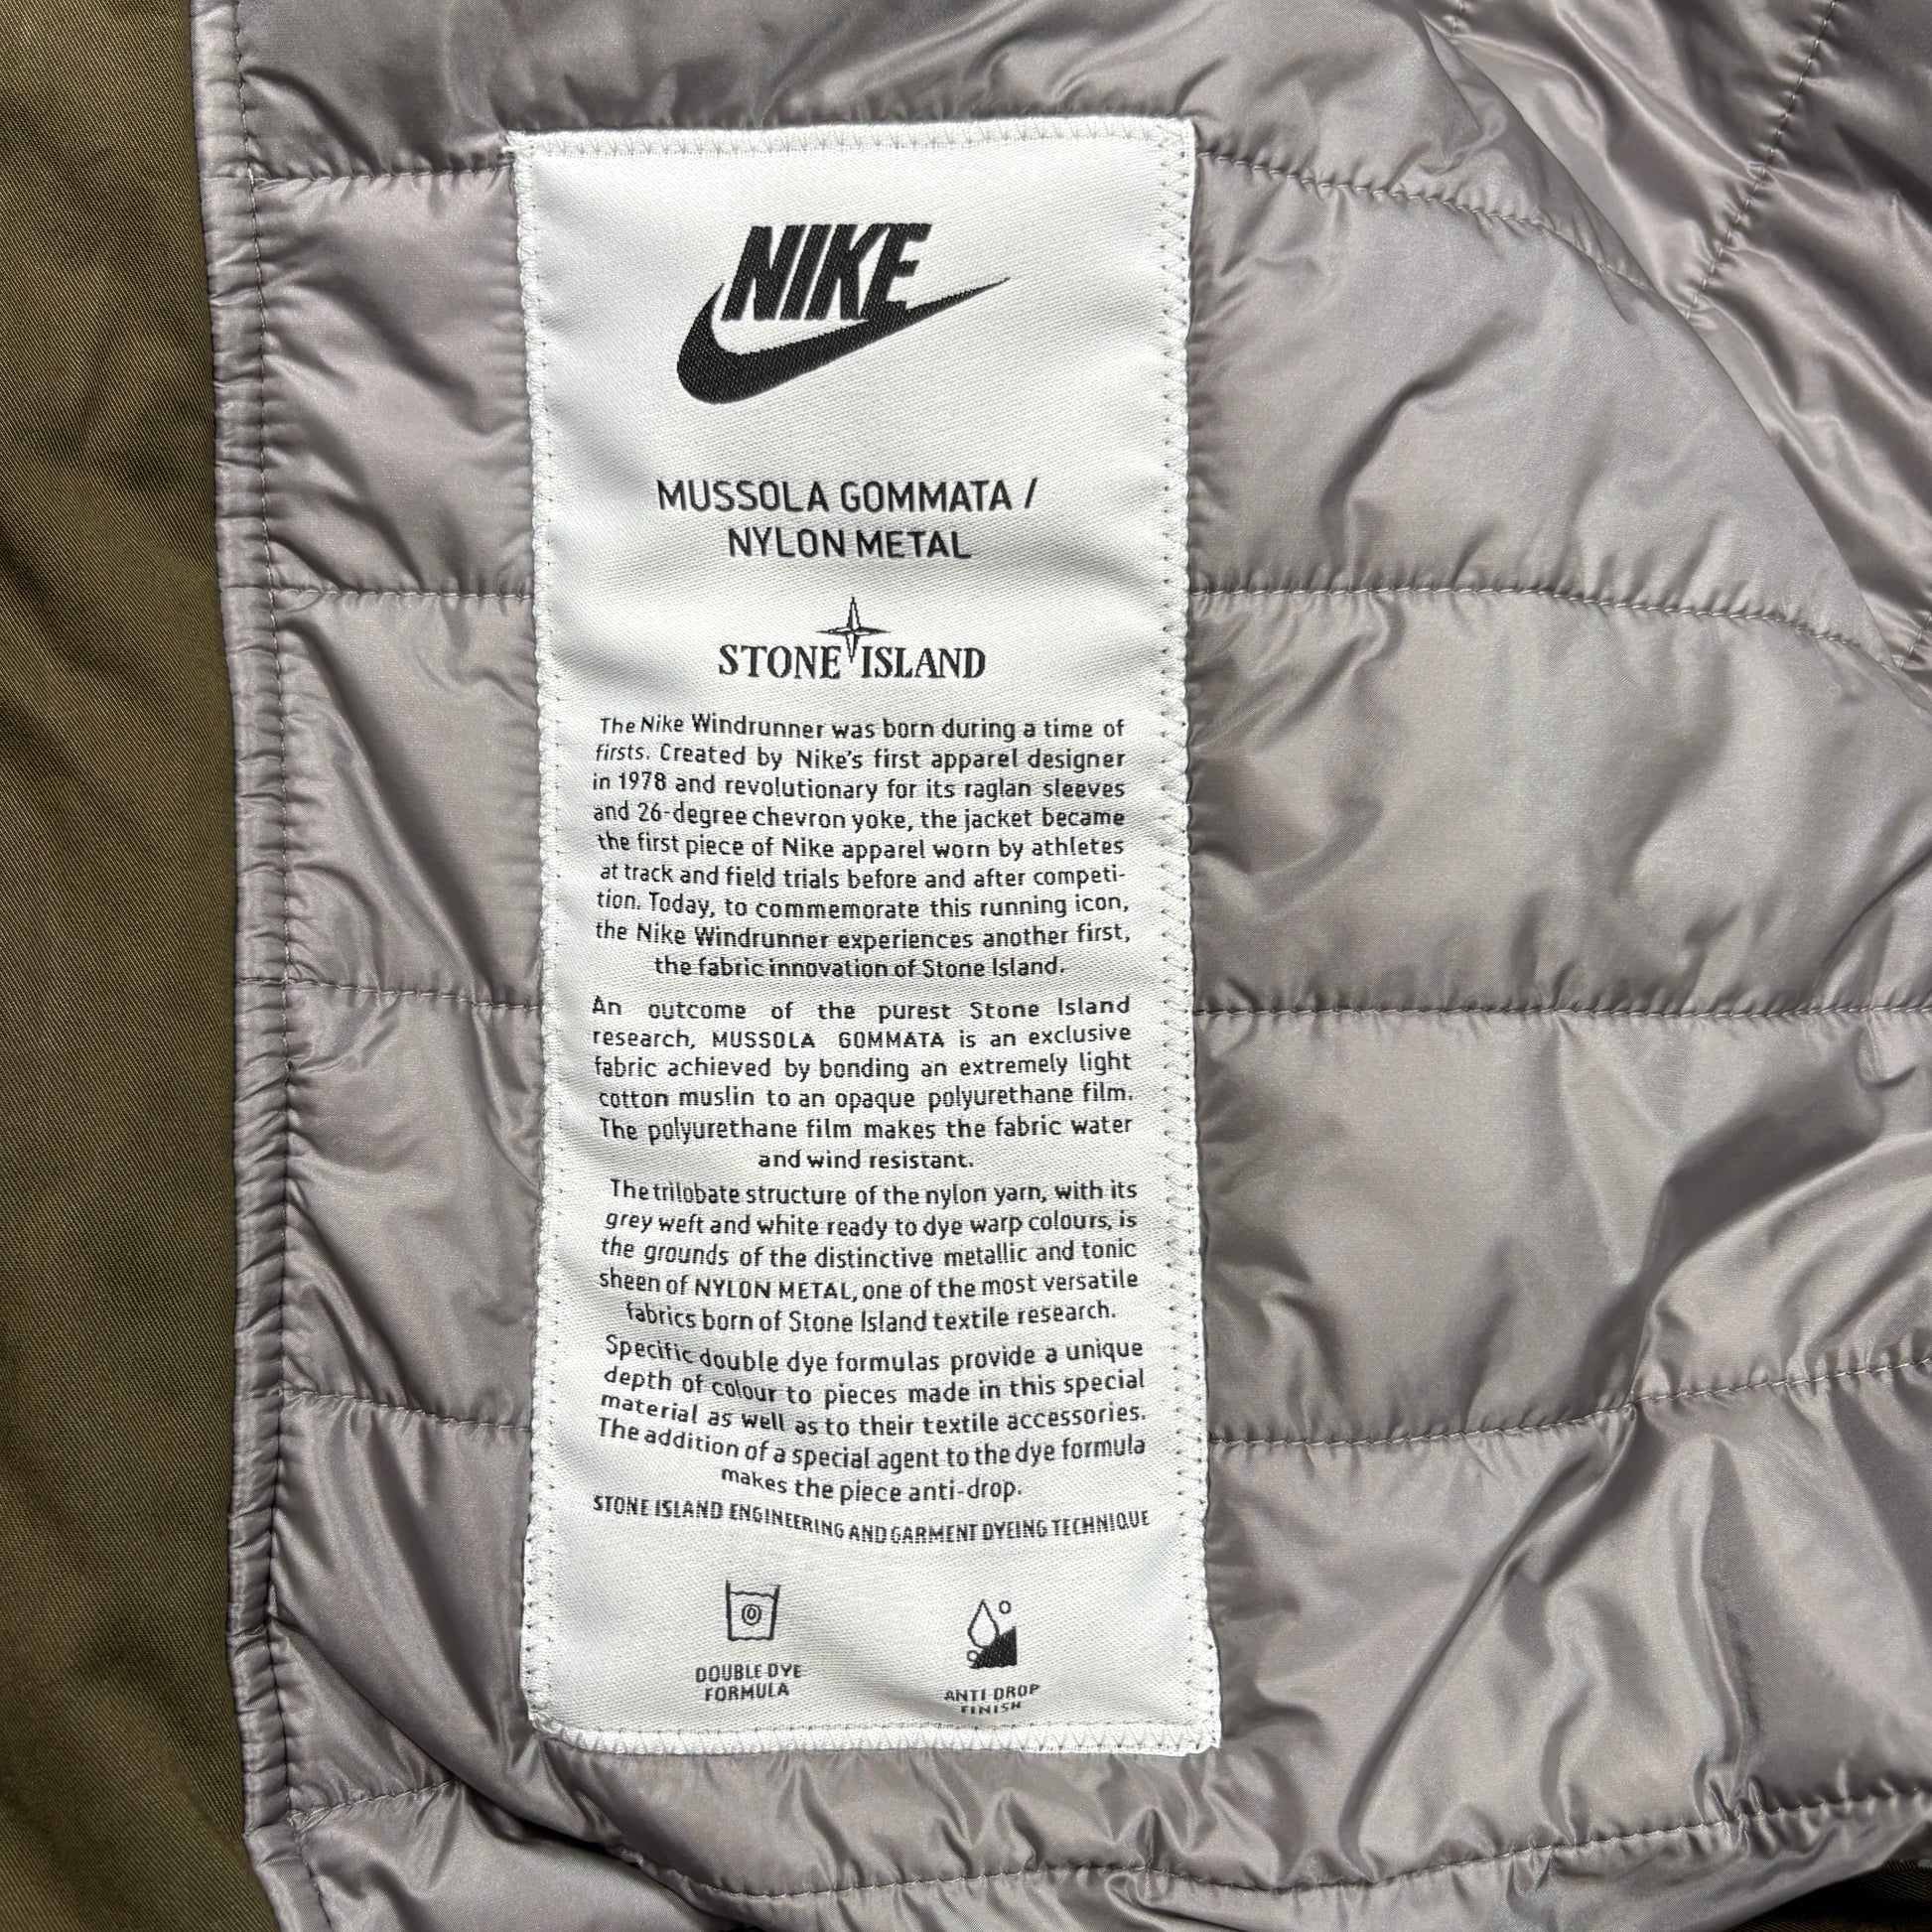 NIKE
MUSSOLA GOMMATA /
NYLON METAL
STONE ISLAND
The Nike Windrunner was born during a time of
firsts. Created by Nike's first apparel designer
in 1978 and revolutionary for its raglan sleeves
and 26-degree chevron yoke, the jacket became
the first piece of Nike apparel worn by athletes
at track and field trials before and after competi-
tion. Today, to commemorate this running icon,
the Nike Windrunner experiences another first,
the fabric innovation of Stone Island.
An outcome of the purest Stone Island
research, MUSSOLA GOMMATA is an exclusive
fabric achieved by bonding an extremely light
cotton muslin to an opaque polyurethane film.
The polyurethane film makes the fabric water
and wind resistant.
The trilobate structure of the nylon yarn, with its
grey weft and white ready to dye warp colours, is
the grounds of the distinctive metallic and tonic
sheen of NYLON METAL, one of the most versatile
fabrics born of Stone Island textile research.
Specific double dye formulas provide a unique
depth of colour to pieces made in this special
material as well as to their textile accessories.
The addition of a special agent to the dye formula
makes the piece anti-drop.
STONE ISLAND ENGINEERING AND GARMENT DYEING TECHNIQUE
DOUBLE DYE
FORMULA
ANTI-DROP
FINISH